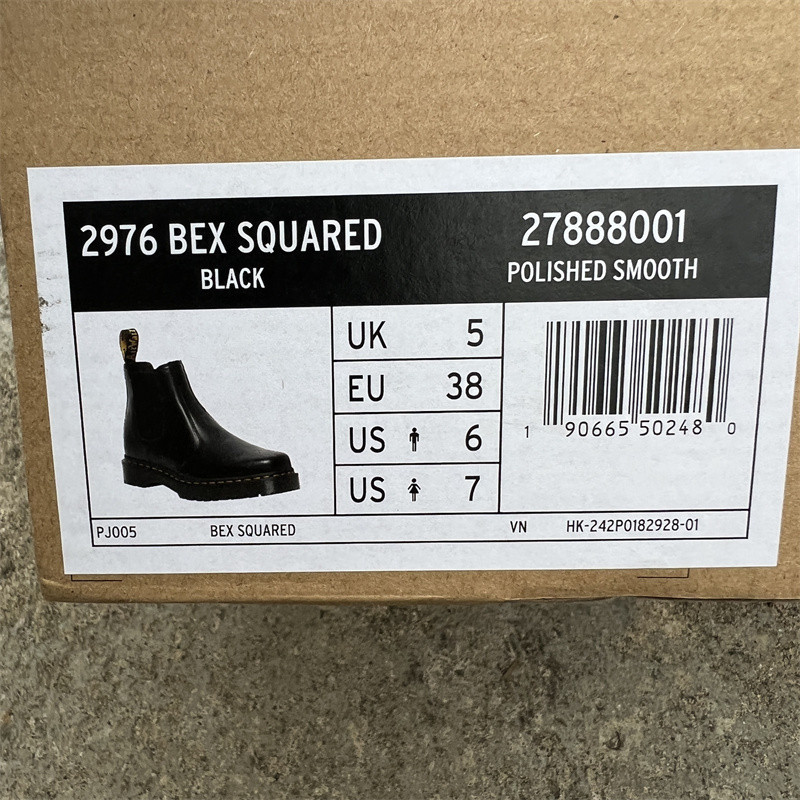 2976 BEX SQUARED
BLACK
27888001
POLISHED SMOOTH
UK 5
EU 38
US 6
US 7
1 90665 50248 0
PJ005 BEX SQUARED VN HK-242P0182928-01